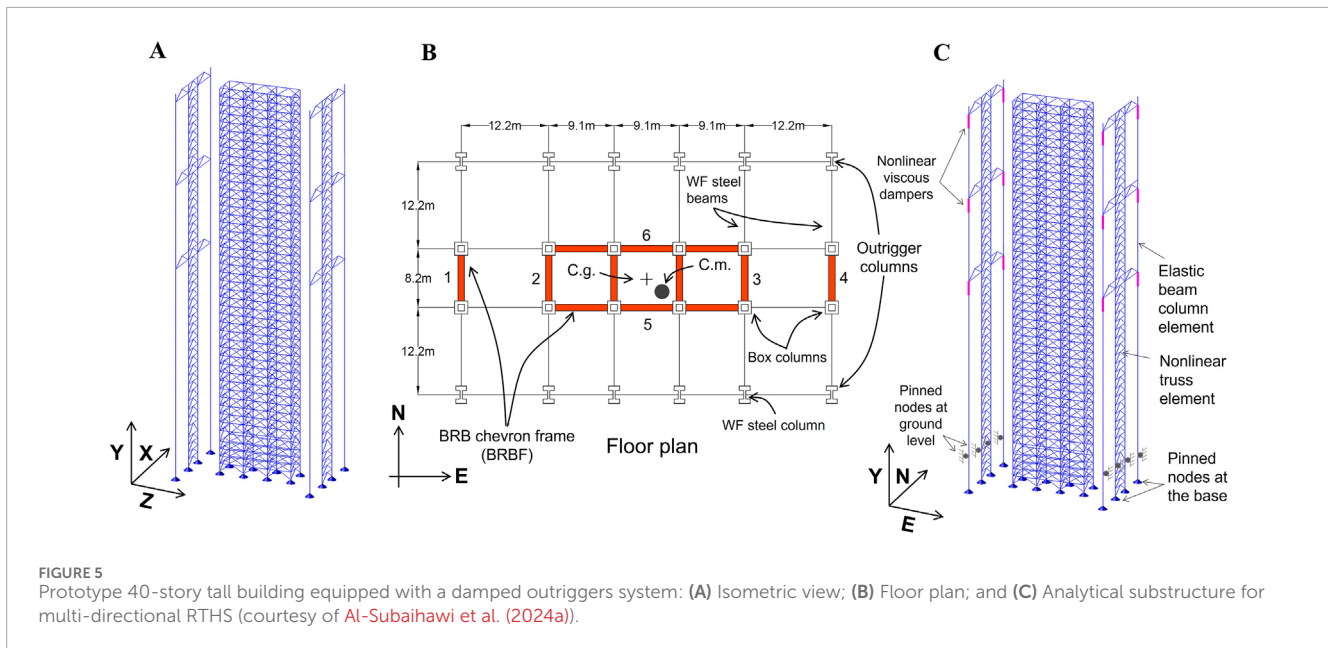 A
B
C
12.2m
9.1m
9.1m
9.1m
12.2m
12.2m
8.2m
12.2m
WF steel
beams
6
1
2
C.g.
C.m.
3
4
5
Outrigger
columns
Box columns
BRB chevron frame
(BRBF)
WF steel column
Floor plan
N
E
Y
X
Z
Nonlinear
viscous
dampers
Elastic
beam
column
element
Nonlinear
truss
element
Pinned
nodes at
ground
level
Pinned
nodes at
the base
Y
N
E
FIGURE 5
Prototype 40-story tall building equipped with a damped outriggers system: (A) Isometric view; (B) Floor plan; and (C) Analytical substructure for
multi-directional RTHS (courtesy of Al-Subaihawi et al. (2024a)).